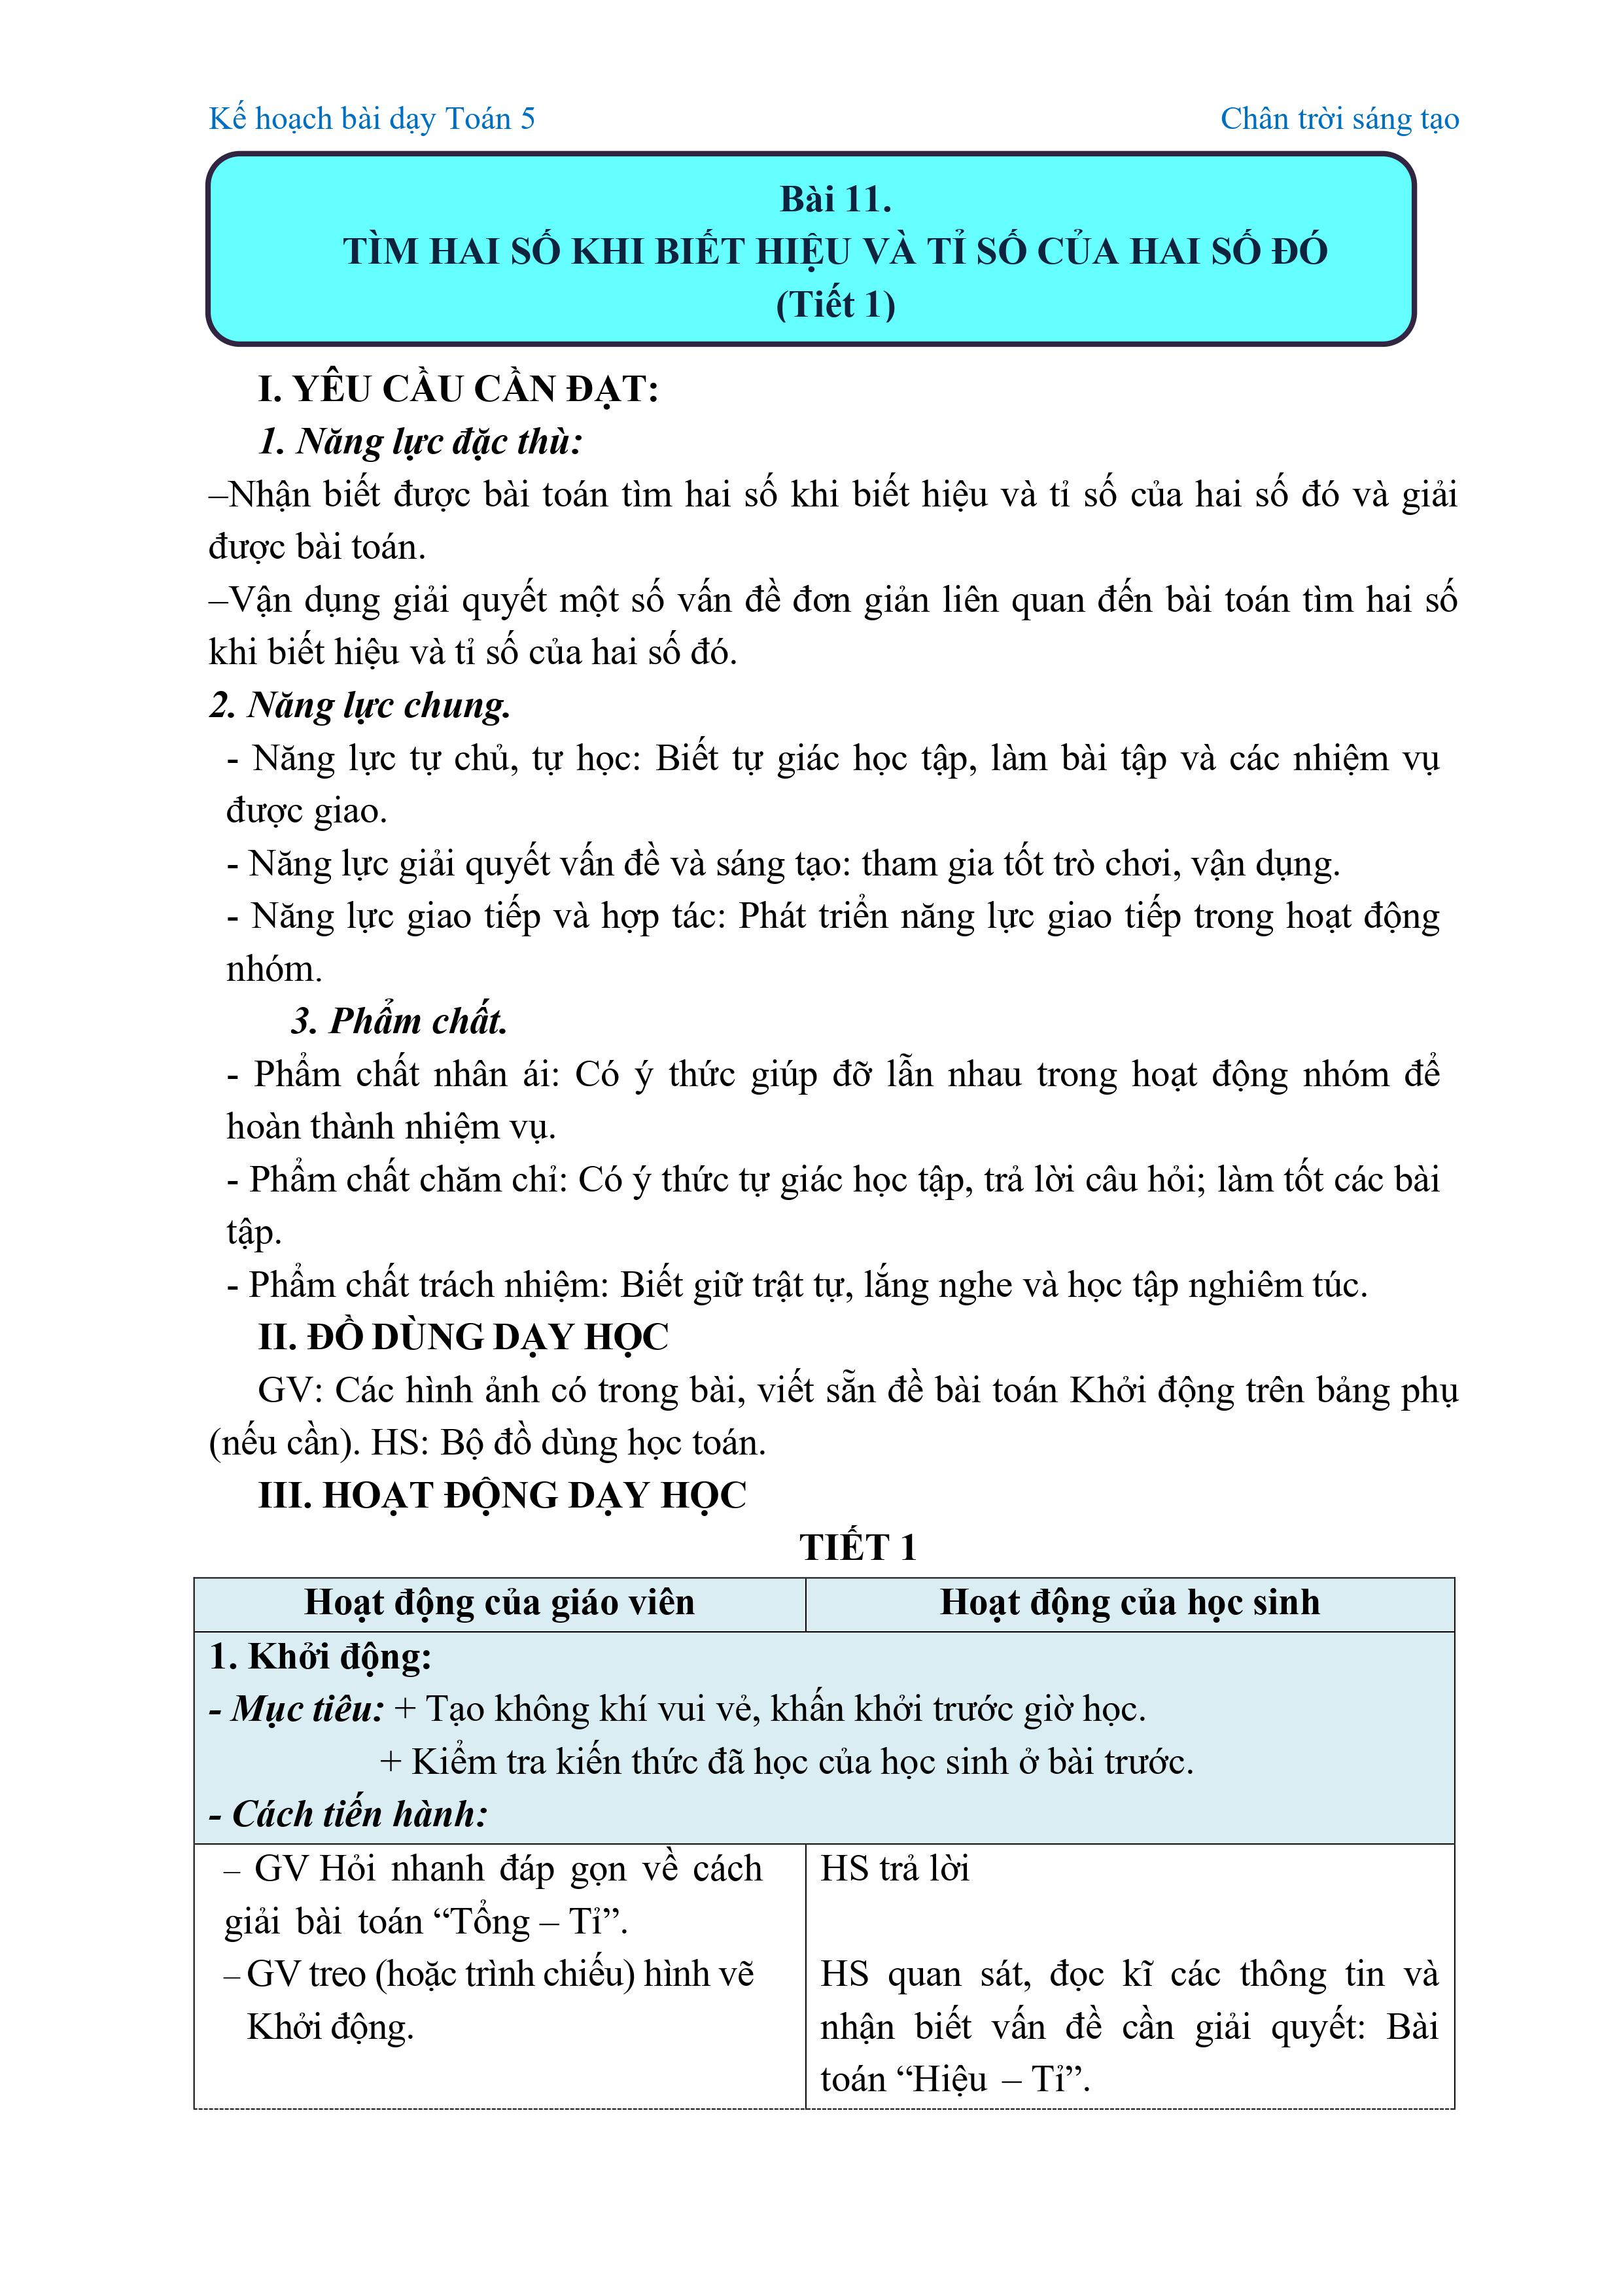 Kế hoạch bài dạy Toán 5
Chân trời sáng tạo
Bài 11.
TÌM HAI SỐ KHI BIẾT HIỆU VÀ TỈ SỐ CỦA HAI SỐ ĐÓ
(Tiết 1)
I. YÊU CẦU CẦN ĐẠT:
1. Năng lực đặc thù:
–Nhận biết được bài toán tìm hai số khi biết hiệu và tỉ số của hai số đó và giải
được bài toán.
–Vận dụng giải quyết một số vấn đề đơn giản liên quan đến bài toán tìm hai số
khi biết hiệu và tỉ số của hai số đó.
2. Năng lực chung.
- Năng lực tự chủ, tự học: Biết tự giác học tập, làm bài tập và các nhiệm vụ
được giao.
- Năng lực giải quyết vấn đề và sáng tạo: tham gia tốt trò chơi, vận dụng.
- Năng lực giao tiếp và hợp tác: Phát triển năng lực giao tiếp trong hoạt động
nhóm.
3. Phẩm chất.
- Phẩm chất nhân ái: Có ý thức giúp đỡ lẫn nhau trong hoạt động nhóm để
hoàn thành nhiệm vụ.
- Phẩm chất chăm chỉ: Có ý thức tự giác học tập, trả lời câu hỏi; làm tốt các bài
tập.
- Phẩm chất trách nhiệm: Biết giữ trật tự, lắng nghe và học tập nghiêm túc.
II. ĐỒ DÙNG DẠY HỌC
GV: Các hình ảnh có trong bài, viết sẵn đề bài toán Khởi động trên bảng phụ
(nếu cần). HS: Bộ đồ dùng học toán.
III. HOẠT ĐỘNG DẠY HỌC
TIẾT 1
Hoạt động của giáo viên
Hoạt động của học sinh
1. Khởi động:
- Mục tiêu: + Tạo không khí vui vẻ, khấn khởi trước giờ học.
+ Kiểm tra kiến thức đã học của học sinh ở bài trước.
- Cách tiến hành:
– GV Hỏi nhanh đáp gọn về cách
giải bài toán “Tổng – Tỉ”.
– GV treo (hoặc trình chiếu) hình vẽ
Khởi động.
HS trả lời
HS quan sát, đọc kĩ các thông tin và
nhận biết vấn đề cần giải quyết: Bài
toán “Hiệu – Tỉ”.